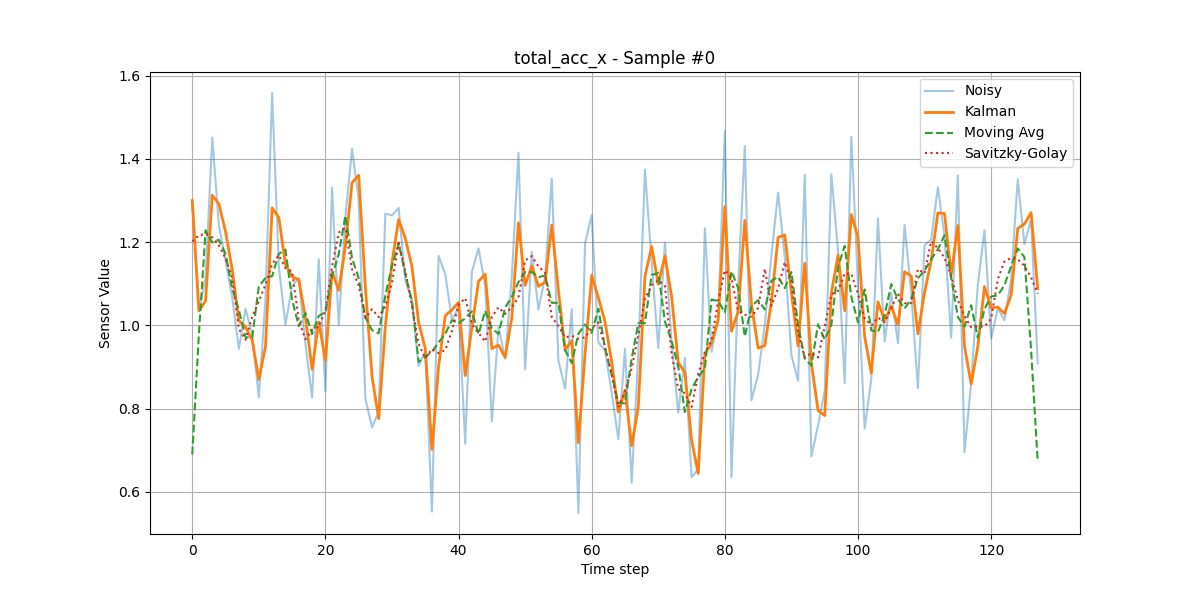 total_acc_x - Sample #0
Noisy
Kalman
Moving Avg
Savitzky-Golay
Sensor Value
1.6
1.4
1.2
1.0
0.8
0.6
0 20 40 60 80 100 120
Time step